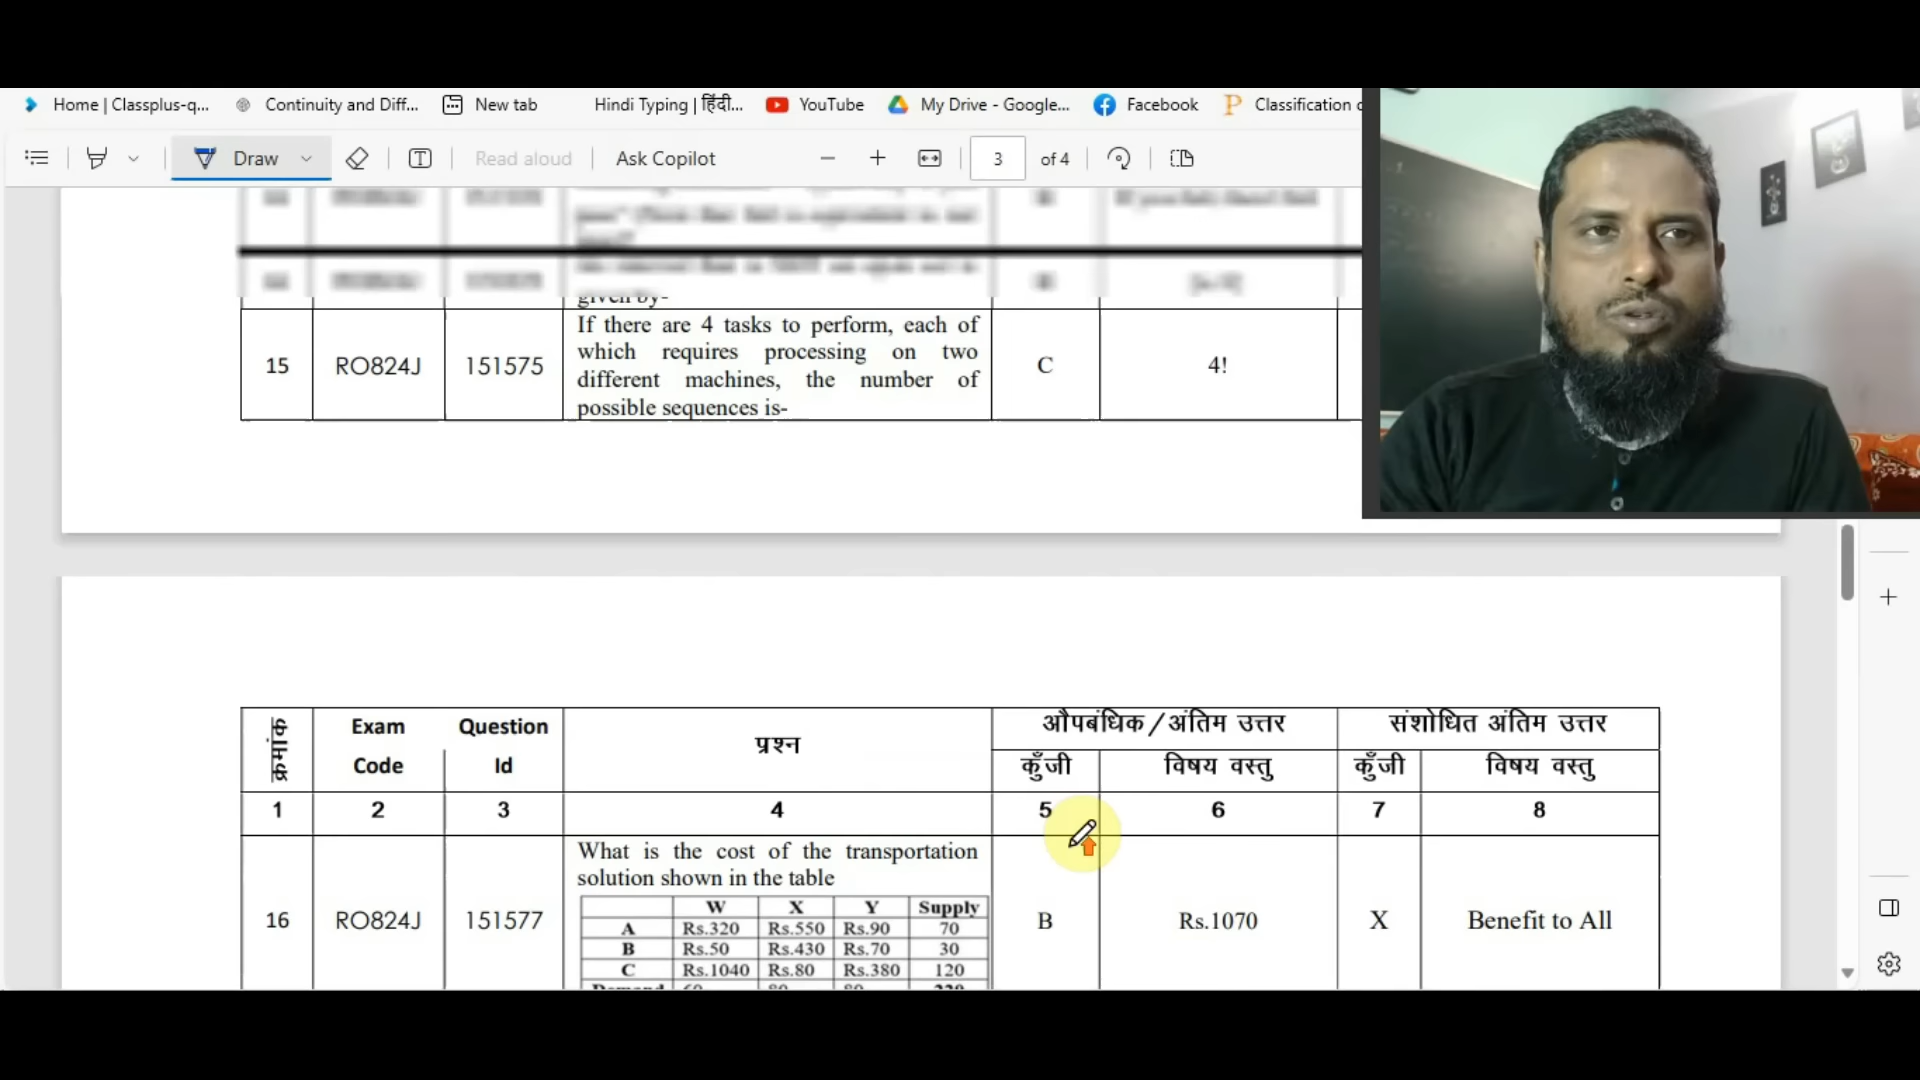 Home | Classplus-q... Continuity and Diff... New tab Hindi Typing | हिंदी... YouTube My Drive - Google... Facebook Classification
Draw Read aloud Ask Copilot 3 of 4
given by-
If there are 4 tasks to perform, each of
which requires processing on two
15 RO824J 151575 C 4!
different machines, the number of
possible sequences is-
क्रमांक Exam Question प्रश्न औपबंधिक/अंतिम उत्तर संशोधित अंतिम उत्तर
Code Id कुँजी विषय वस्तु कुँजी विषय वस्तु
1 2 3 4 5 6 7 8
What is the cost of the transportation
solution shown in the table
W X Y Supply
16 RO824J 151577 B Rs.1070 X Benefit to All
A Rs.320 Rs.550 Rs.90 70
B Rs.50 Rs.430 Rs.70 30
C Rs.1040 Rs.80 Rs.380 120